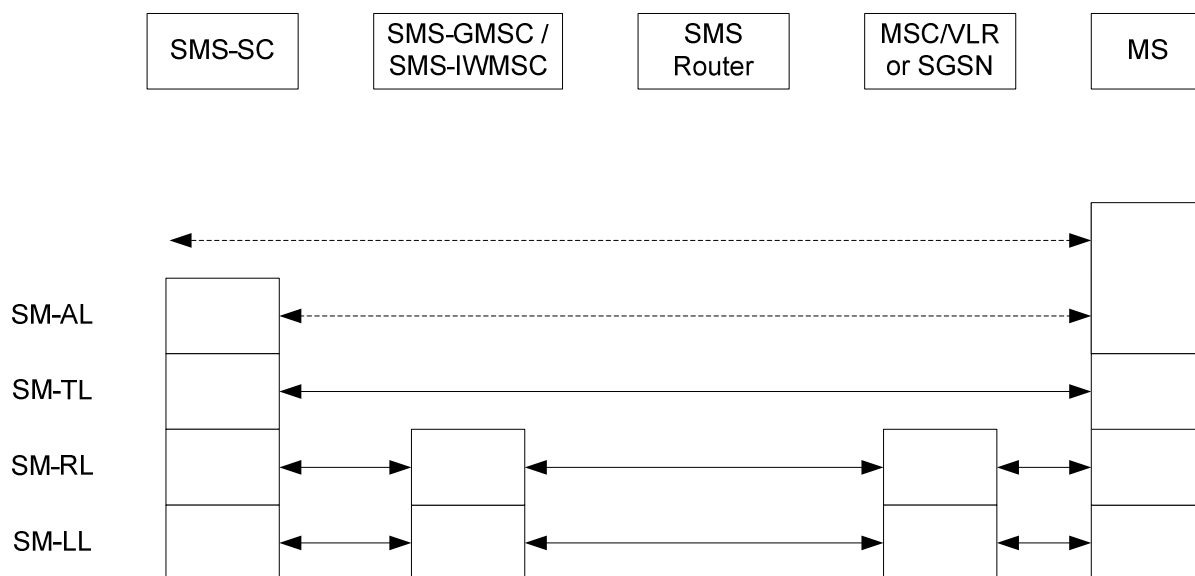 SMS-SC
SMS-GMSC /
SMS-IWMSC
SMS
Router
MSC/VLR
or SGSN
MS
SM-AL
SM-TL
SM-RL
SM-LL